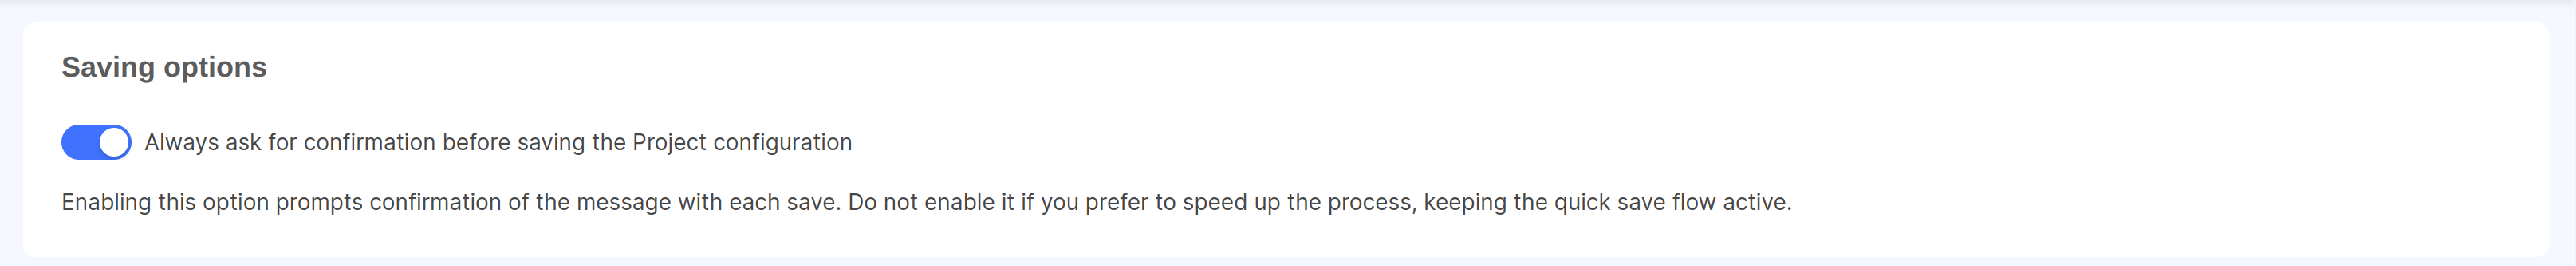 Saving options
Always ask for confirmation before saving the Project configuration
Enabling this option prompts confirmation of the message with each save. Do not enable it if you prefer to speed up the process, keeping the quick save flow active.